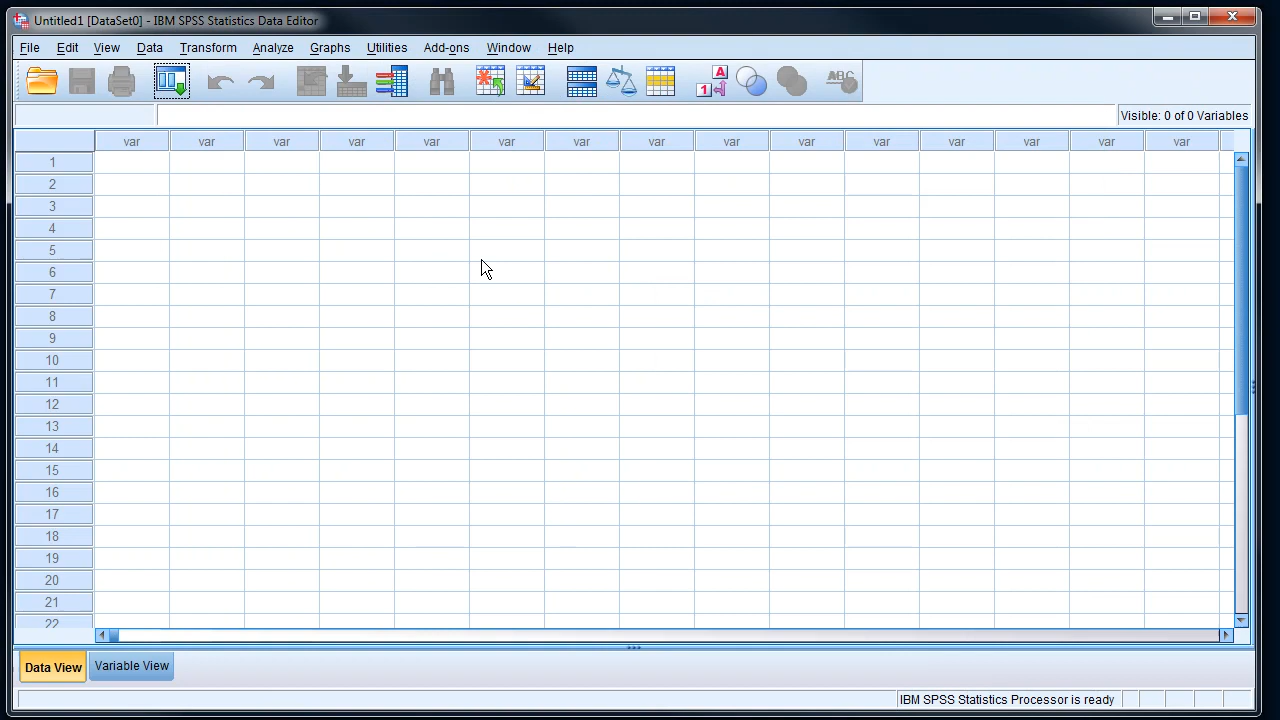 Untitled1 [DataSet0] - IBM SPSS Statistics Data Editor
File Edit View Data Transform Analyze Graphs Utilities Add-ons Window Help
A
1
ABC
Visible: 0 of 0 Variables
var var var var var var var var var var var var var var var
1
2
3
4
5
6
7
8
9
10
11
12
13
14
15
16
17
18
19
20
21
22
Data View Variable View
IBM SPSS Statistics Processor is ready